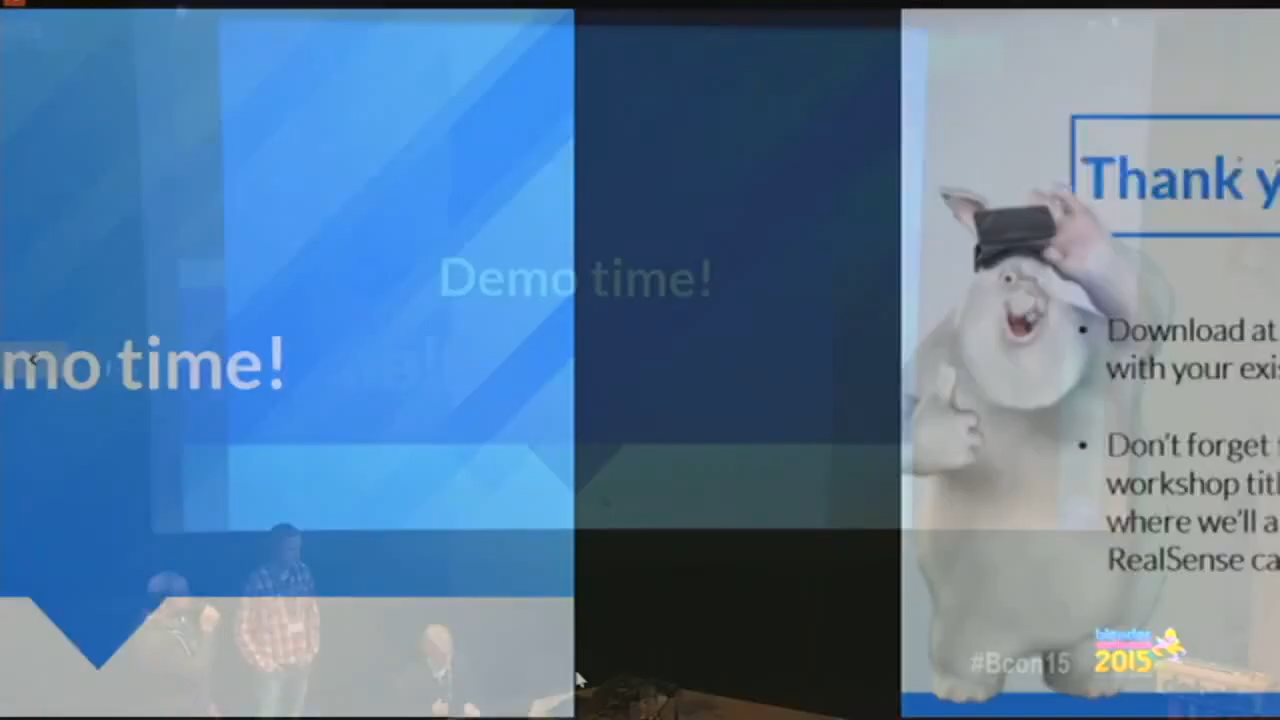 Demo time!
mo time!
Thank y
• Download at
with your exis
• Don't forget
workshop titl
where we'll a
RealSense ca
#Bcon15
blender
2015